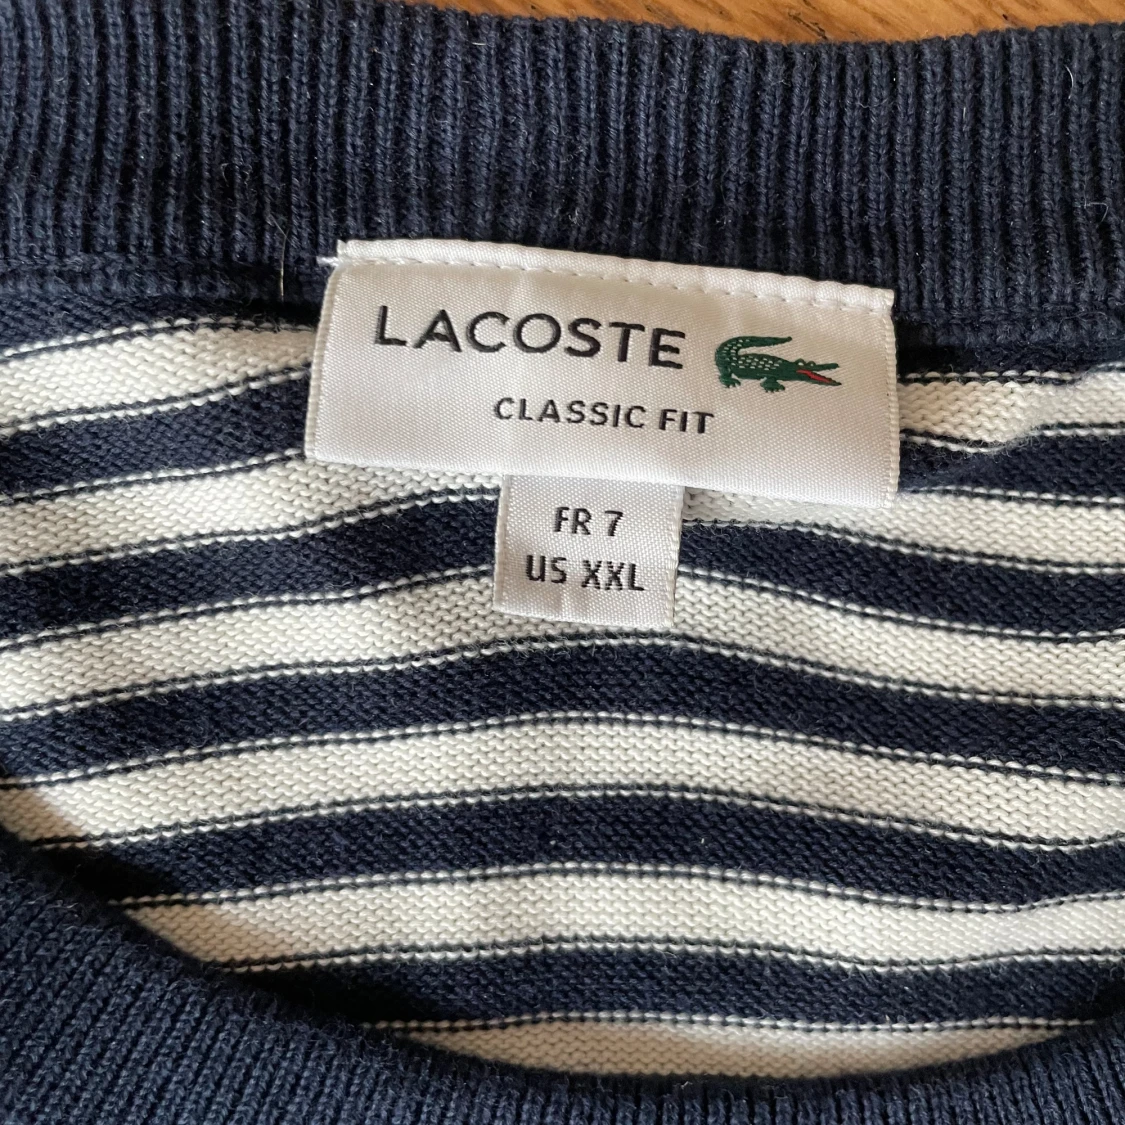 LACOSTE
CLASSIC FIT
FR 7
US XXL